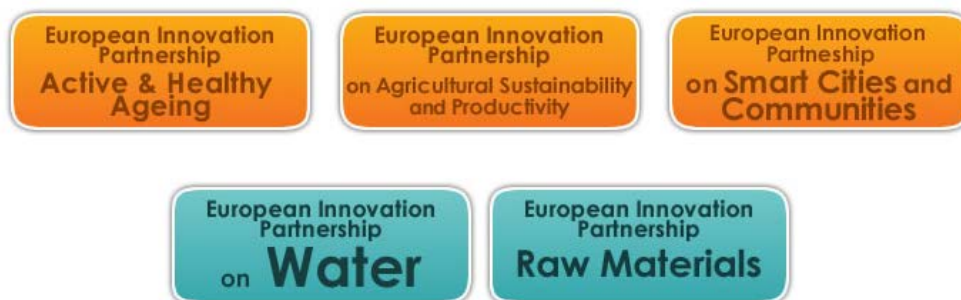 European Innovation
Partnership
Active & Healthy
Ageing
European Innovation
Partnership
on Agricultural Sustainability
and Productivity
European Innovation
Partneship
on Smart Cities and
Communities
European Innovation
Partnership
on Water
European Innovation
Partnership
Raw Materials